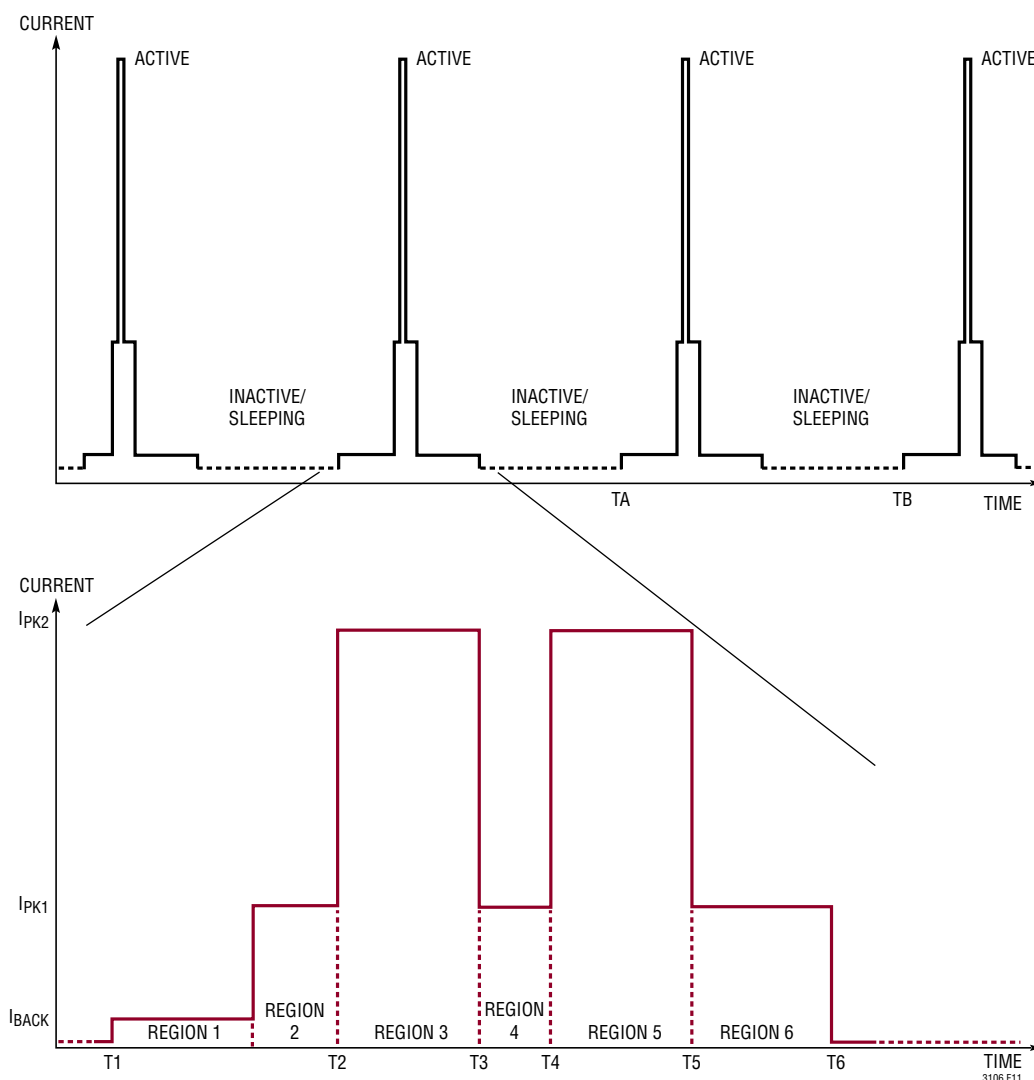 CURRENT
ACTIVE
ACTIVE
ACTIVE
ACTIVE
INACTIVE/
SLEEPING
INACTIVE/
SLEEPING
INACTIVE/
SLEEPING
TA
TB
TIME
CURRENT
IPK2
IPK1
IBACK
REGION 1
REGION
2
REGION 3
REGION
4
REGION 5
REGION 6
T1
T2
T3
T4
T5
T6
TIME
3106 F11